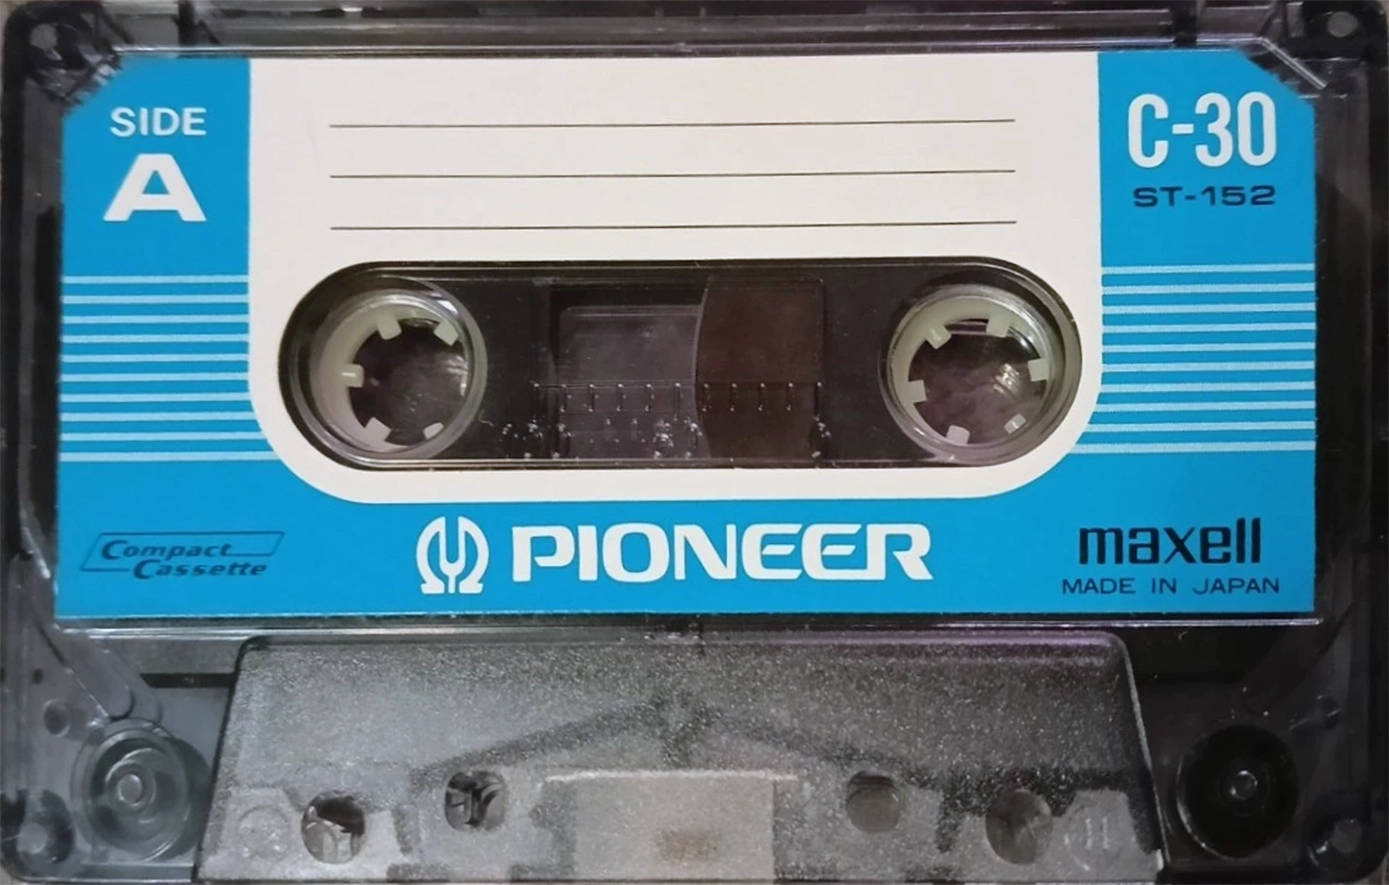 SIDE
A
C-30
ST-152
Compact
Cassette
PIONEER
maxell
MADE IN JAPAN